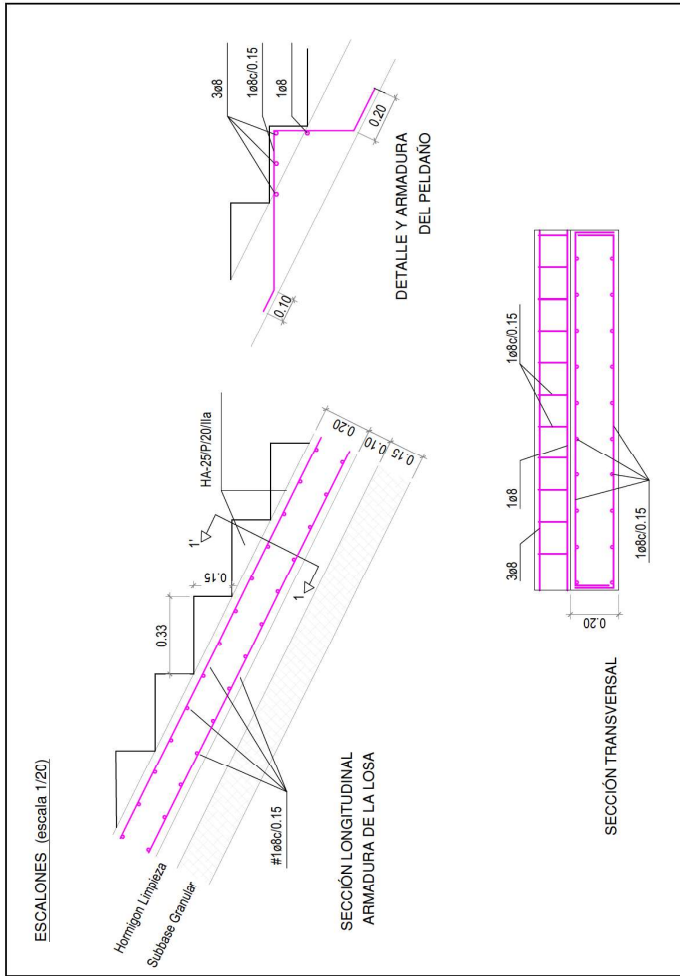 ESCALONES (escala 1/20)
Hormigon Limpieza
Subbase Granular
#1ø8c/0.15
0.33
0.15
1'
1
HA-25/P/20/IIa
0.20
0.10
0.15
SECCIÓN LONGITUDINAL
ARMADURA DE LA LOSA
3ø8
1ø8c/0.15
1ø8
0.10
0.20
DETALLE Y ARMADURA
DEL PELDAÑO
3ø8
1ø8
1ø8c/0.15
0.20
1ø8c/0.15
SECCIÓN TRANSVERSAL